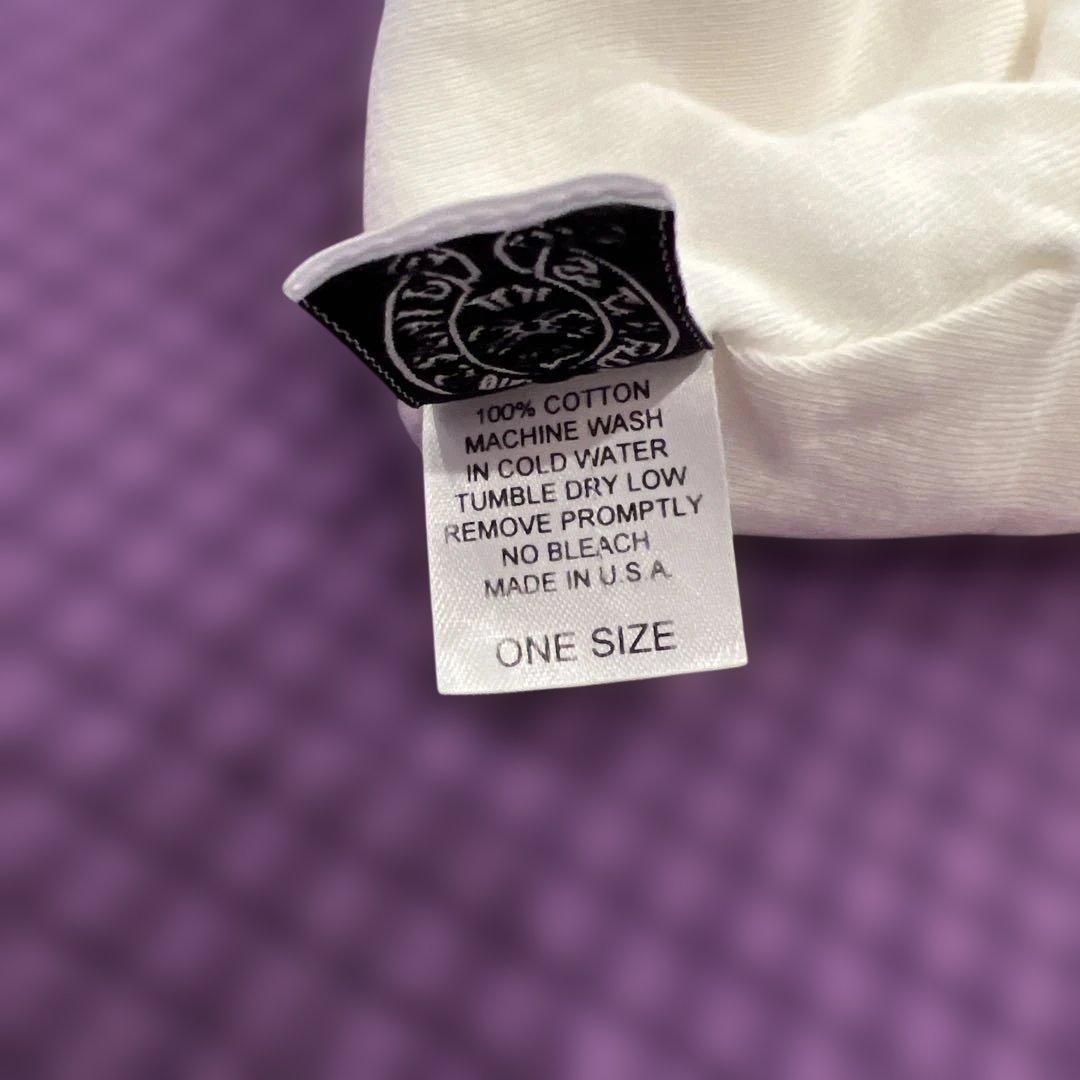 100% COTTON
MACHINE WASH
IN COLD WATER
TUMBLE DRY LOW
REMOVE PROMPTLY
NO BLEACH
MADE IN U.S.A.
ONE SIZE